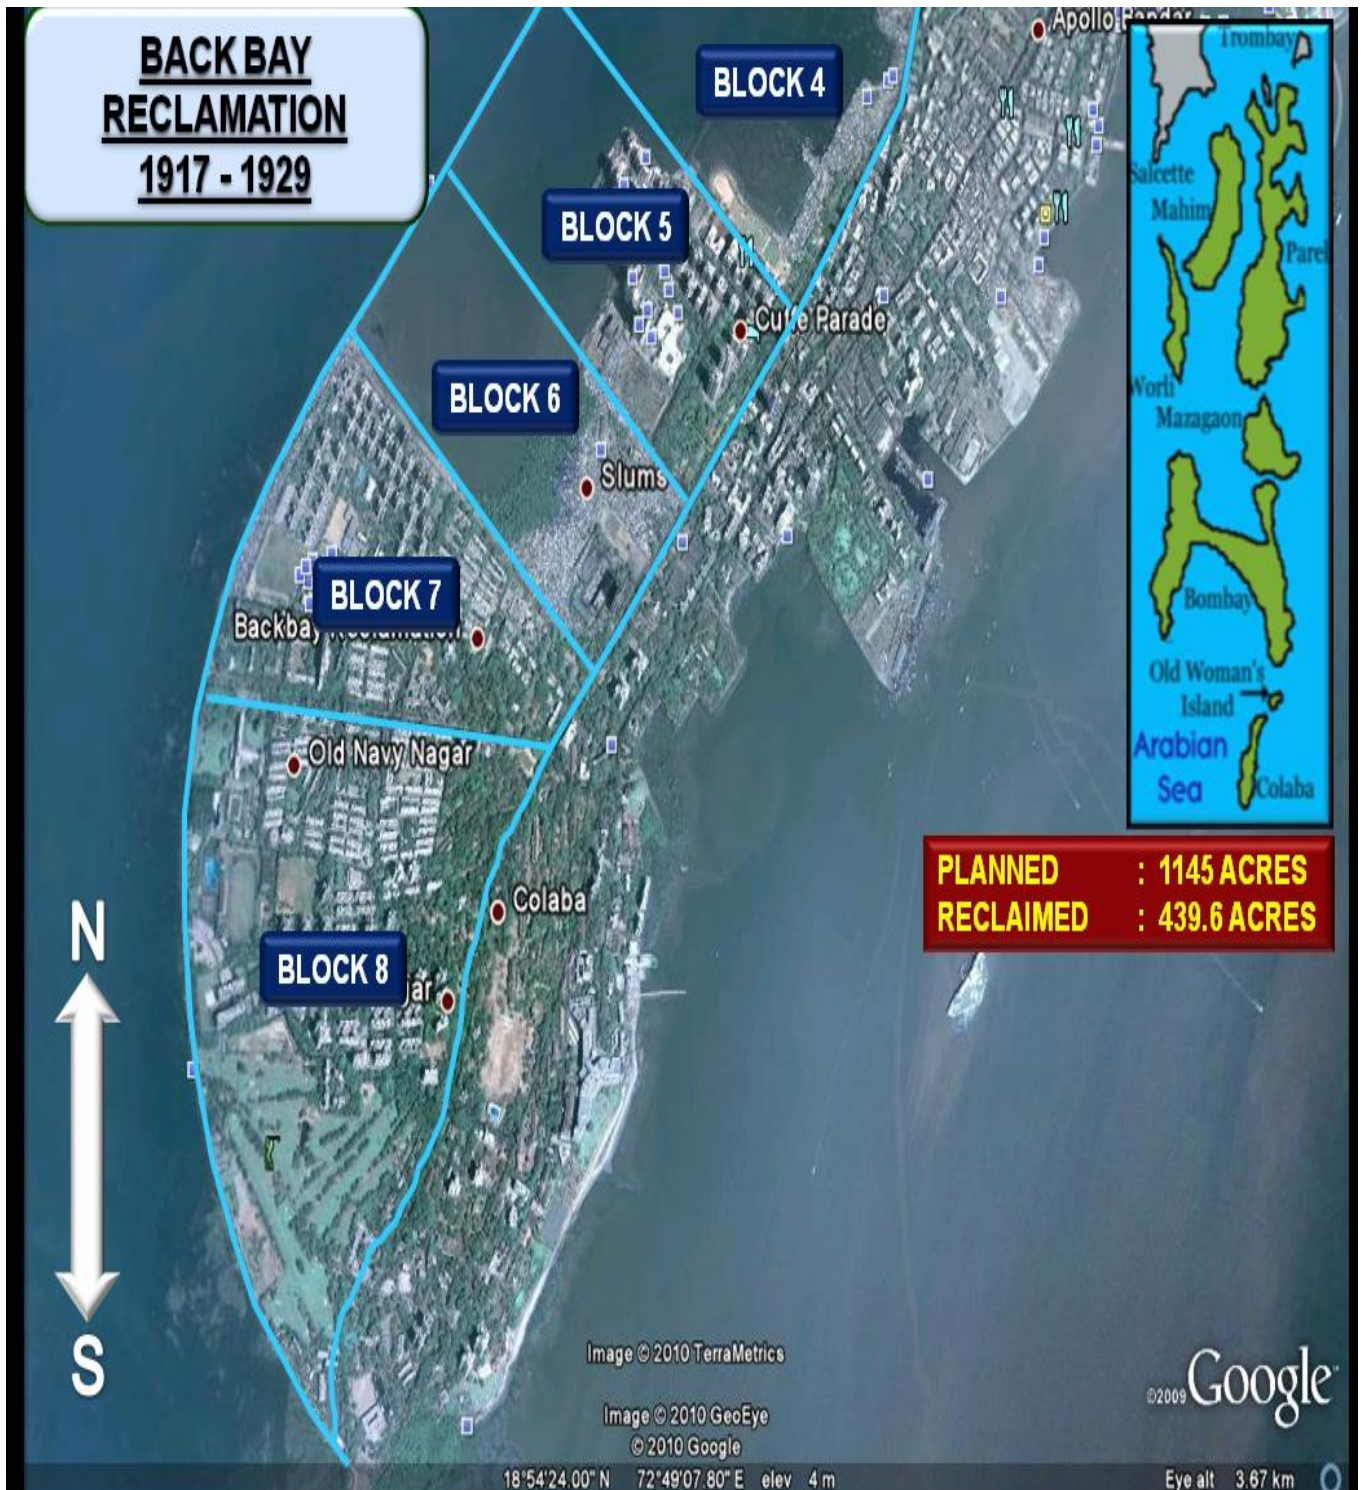 BACK BAY
RECLAMATION
1917 - 1929
BLOCK 4
Apollo Bandar
Trombay
Salcette
Mahim
Parel
Worli
Mazagaon
Bombay
Old Woman's
Island
Arabian
Sea
Colaba
BLOCK 5
Cuffe Parade
BLOCK 6
Slums
BLOCK 7
Backbay Reclamation
Old Navy Nagar
PLANNED : 1145 ACRES
RECLAIMED : 439.6 ACRES
Colaba
N
BLOCK 8
S
Image © 2010 TerraMetrics
Image © 2010 GeoEye
© 2010 Google
©2009 Google
18°54'24.00" N 72°49'07.80" E elev 4 m
Eye alt 3.67 km